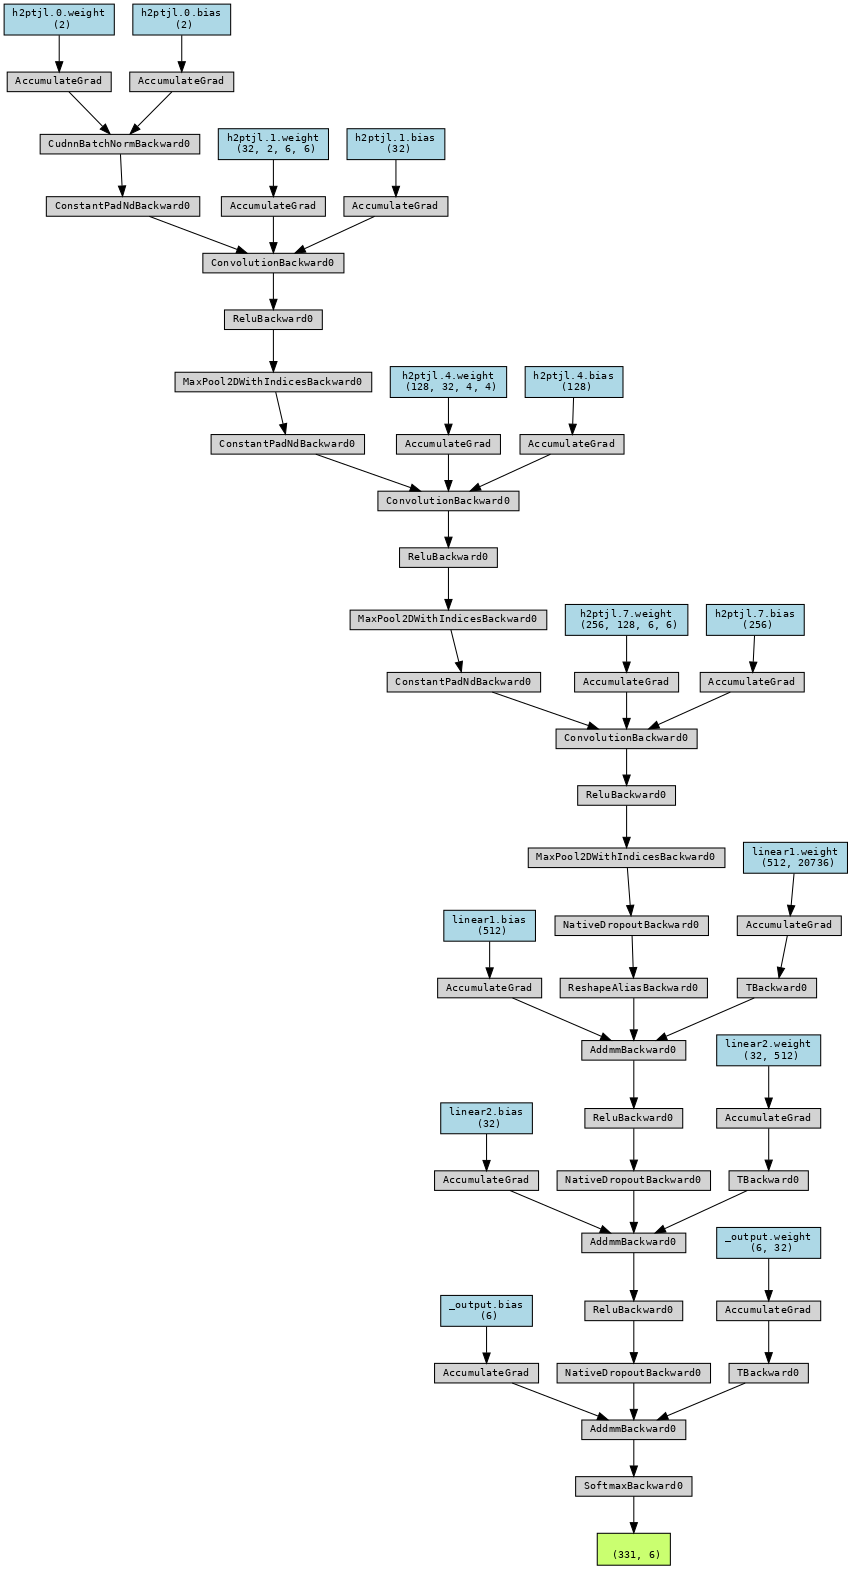 h2ptjl.0.weight
(2)
h2ptjl.0.bias
(2)
AccumulateGrad
AccumulateGrad
CudnnBatchNormBackward0
h2ptjl.1.weight
(32, 2, 6, 6)
h2ptjl.1.bias
(32)
ConstantPadNdBackward0
AccumulateGrad
AccumulateGrad
ConvolutionBackward0
ReluBackward0
MaxPool2DWithIndicesBackward0
h2ptjl.4.weight
(128, 32, 4, 4)
h2ptjl.4.bias
(128)
ConstantPadNdBackward0
AccumulateGrad
AccumulateGrad
ConvolutionBackward0
ReluBackward0
MaxPool2DWithIndicesBackward0
h2ptjl.7.weight
(256, 128, 6, 6)
h2ptjl.7.bias
(256)
ConstantPadNdBackward0
AccumulateGrad
AccumulateGrad
ConvolutionBackward0
ReluBackward0
MaxPool2DWithIndicesBackward0
linear1.weight
(512, 20736)
linear1.bias
(512)
NativeDropoutBackward0
AccumulateGrad
AccumulateGrad
ReshapeAliasBackward0
TBackward0
AddmmBackward0
linear2.weight
(32, 512)
linear2.bias
(32)
ReluBackward0
AccumulateGrad
AccumulateGrad
NativeDropoutBackward0
TBackward0
AddmmBackward0
_output.weight
(6, 32)
_output.bias
(6)
ReluBackward0
AccumulateGrad
AccumulateGrad
NativeDropoutBackward0
TBackward0
AddmmBackward0
SoftmaxBackward0
(331, 6)